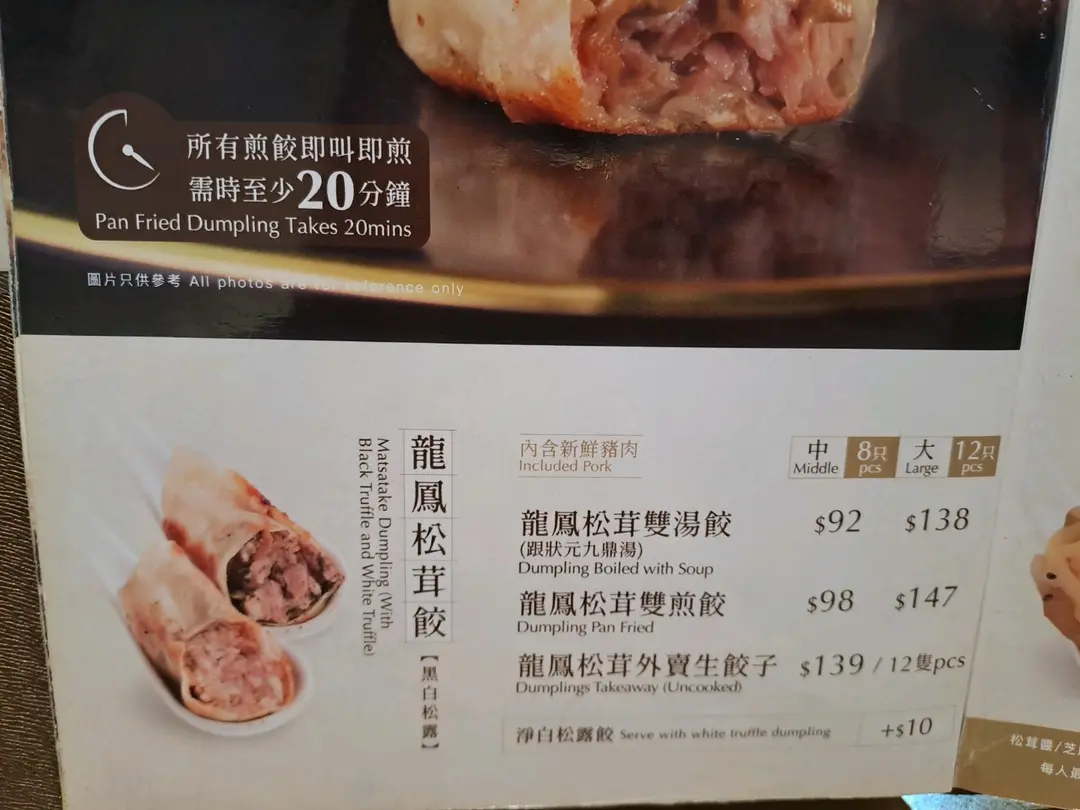 所有煎餃即叫即煎
需時至少20分鐘
Pan Fried Dumpling Takes 20mins
圖片只供參考 All photos are for reference only
龍鳳松茸餃
【黑白松露】
Matsatake Dumpling (With
Black Truffle and White Truffle)
內含新鮮豬肉
Included Pork
中 8只 大 12只
Middle pcs Large pcs
龍鳳松茸雙湯餃 $92 $138
(跟狀元九鼎湯)
Dumpling Boiled with Soup
龍鳳松茸雙煎餃 $98 $147
Dumpling Pan Fried
龍鳳松茸外賣生餃子 $139 / 12隻pcs
Dumplings Takeaway (Uncooked)
淨白松露餃 Serve with white truffle dumpling +$10
松茸醬/芝
每人